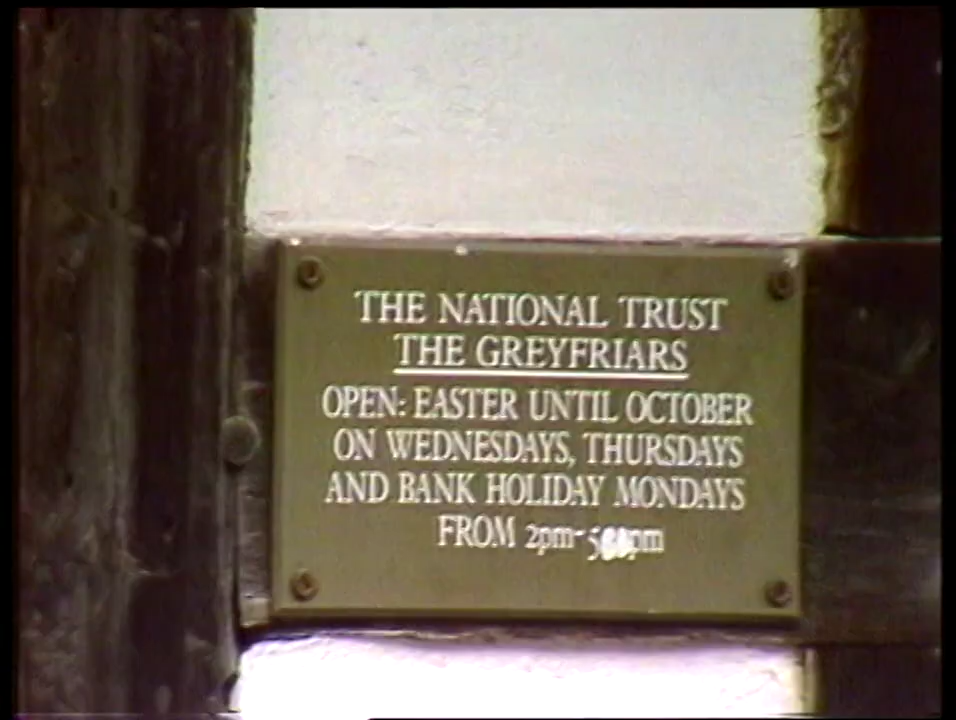 THE NATIONAL TRUST
THE GREYFRIARS
OPEN: EASTER UNTIL OCTOBER
ON WEDNESDAYS, THURSDAYS
AND BANK HOLIDAY MONDAYS
FROM 2pm-